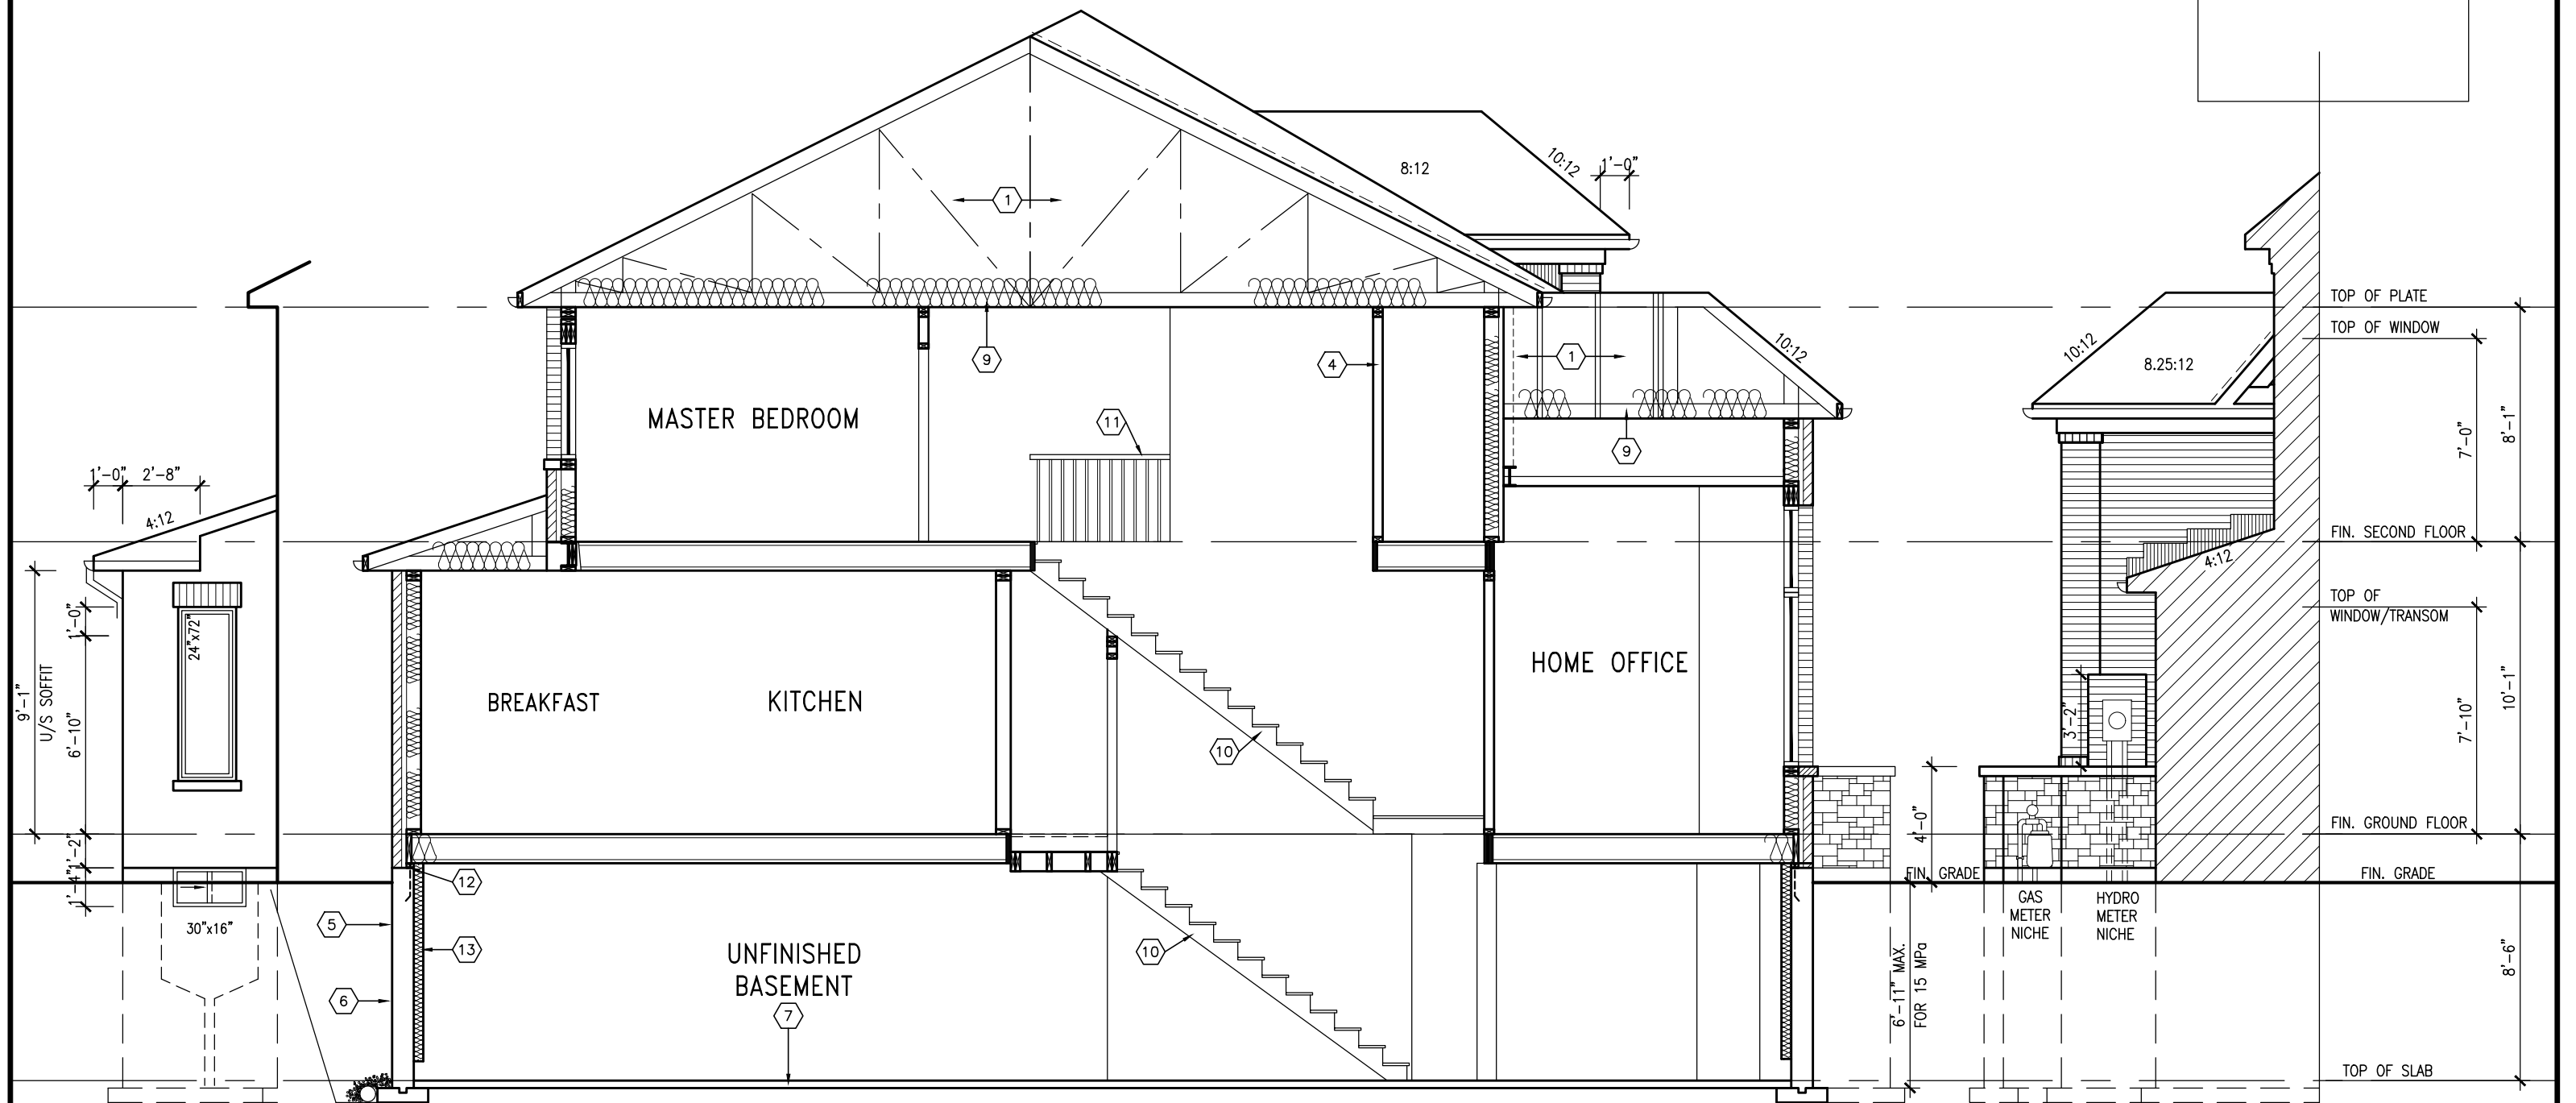 8:12
10:12
1'-0"
1
TOP OF PLATE
TOP OF WINDOW
9
4
1
10:12
10:12
8.25:12
MASTER BEDROOM
11
9
7'-0"
8'-1"
1'-0"
2'-8"
4:12
FIN. SECOND FLOOR
4:12
TOP OF
WINDOW/TRANSOM
1'-0"
24"x72"
9'-1"
U/S SOFFIT
6'-10"
BREAKFAST
KITCHEN
HOME OFFICE
10
3'-2"
7'-10"
10'-1"
4'-0"
FIN. GROUND FLOOR
1'-2"
1'-4"
12
FIN. GRADE
FIN. GRADE
30"x16"
5
13
6
UNFINISHED
BASEMENT
7
10
GAS
METER
NICHE
HYDRO
METER
NICHE
6'-11" MAX.
FOR 15 MPa
8'-6"
TOP OF SLAB